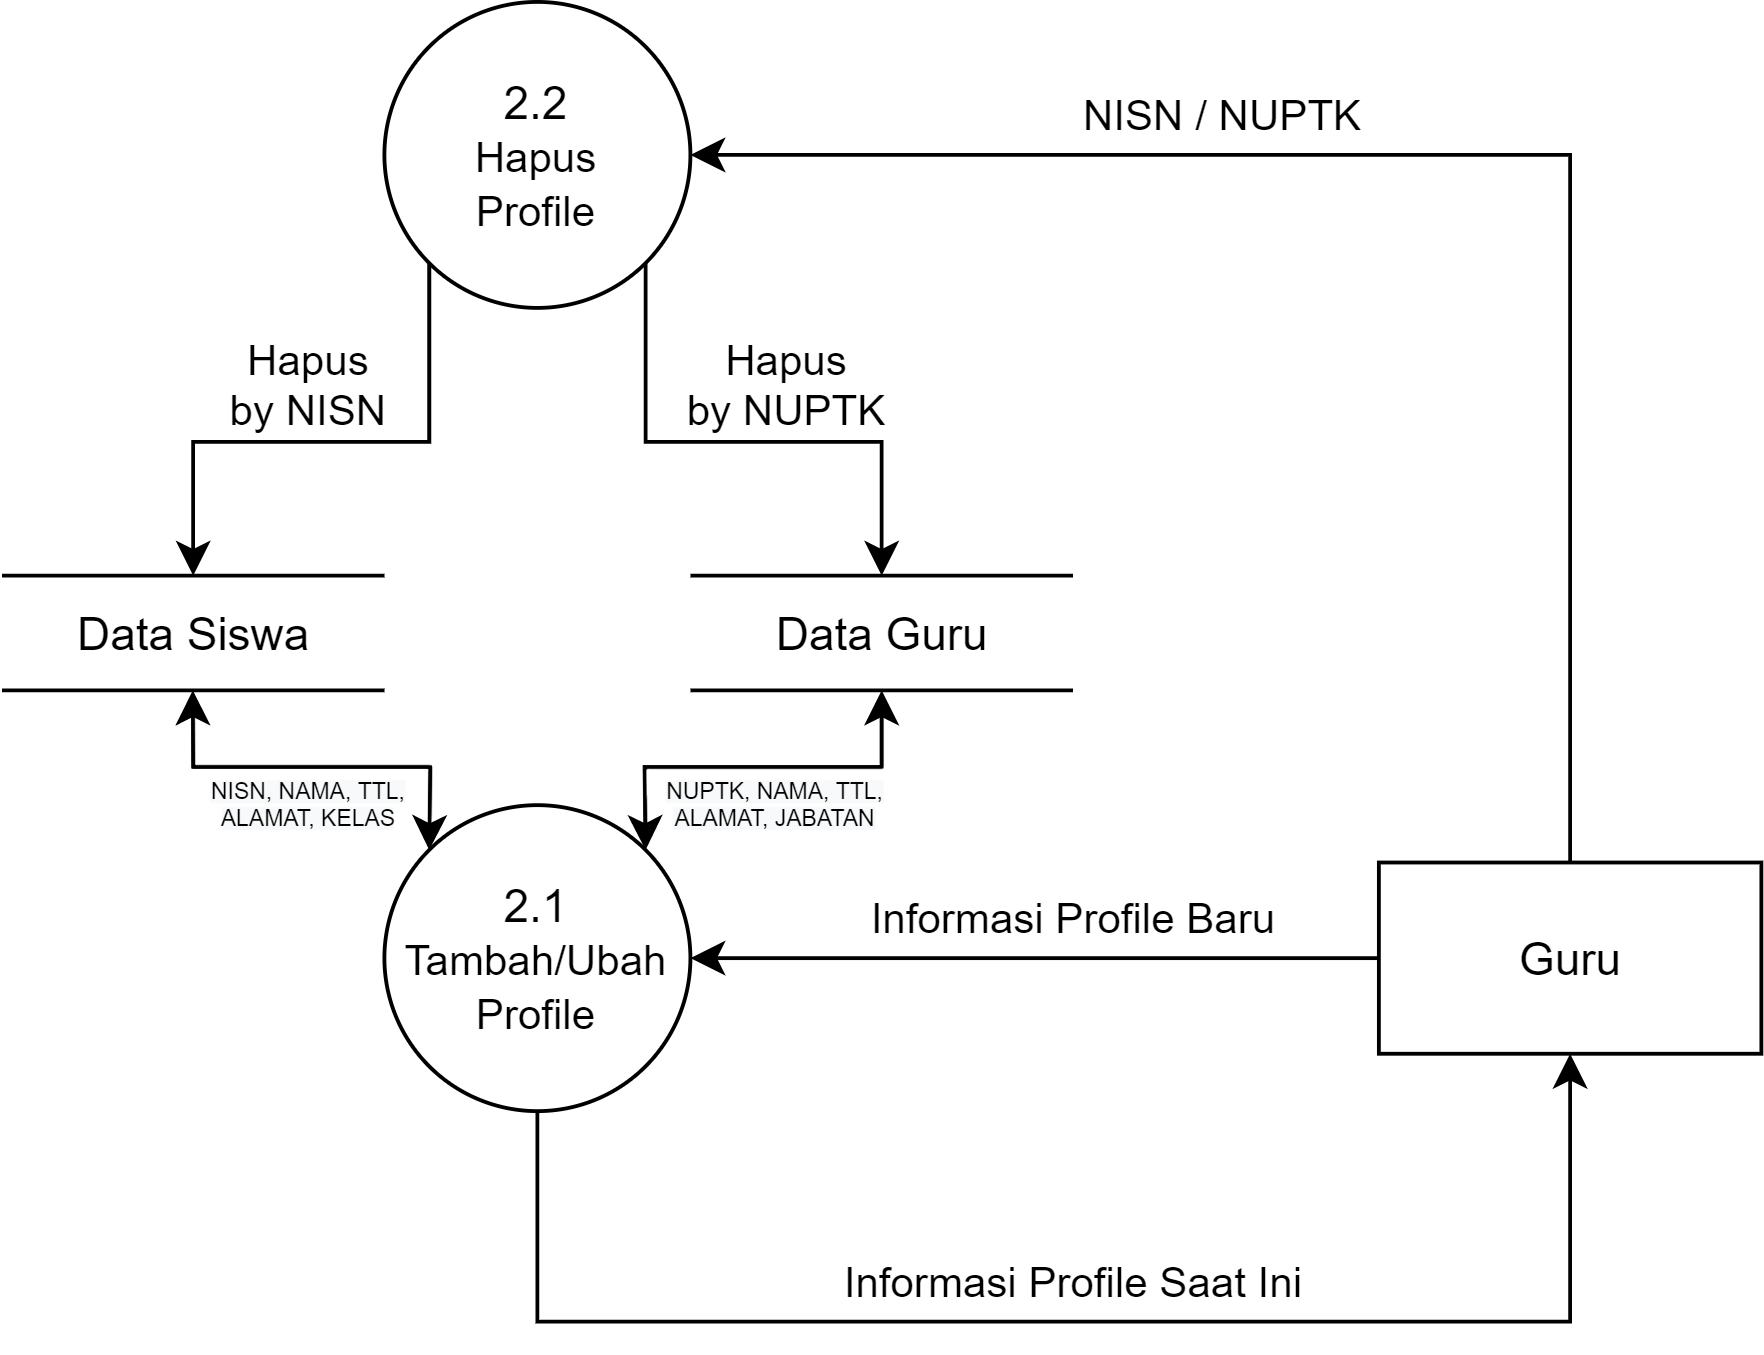 2.2
Hapus
Profile
NISN / NUPTK
Hapus
by NISN
Hapus
by NUPTK
Data Siswa
Data Guru
NISN, NAMA, TTL,
ALAMAT, KELAS
NUPTK, NAMA, TTL,
ALAMAT, JABATAN
2.1
Tambah/Ubah
Profile
Informasi Profile Baru
Guru
Informasi Profile Saat Ini